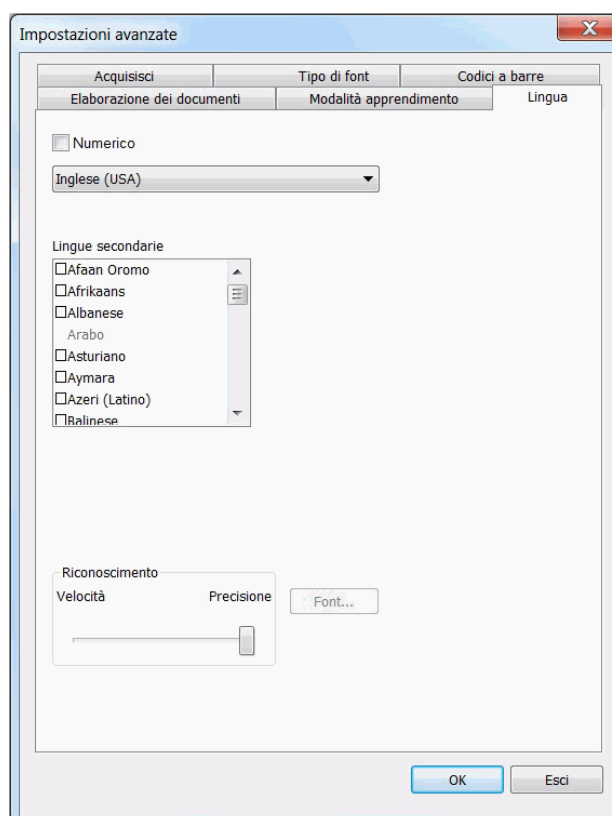 Impostazioni avanzate
Acquisisci Tipo di font Codici a barre
Elaborazione dei documenti Modalità apprendimento Lingua
Numerico
Inglese (USA)
Lingue secondarie
Afaan Oromo
Afrikaans
Albanese
Arabo
Asturiano
Aymara
Azeri (Latino)
Balinese
Riconoscimento
Velocità Precisione
Font...
OK Esci